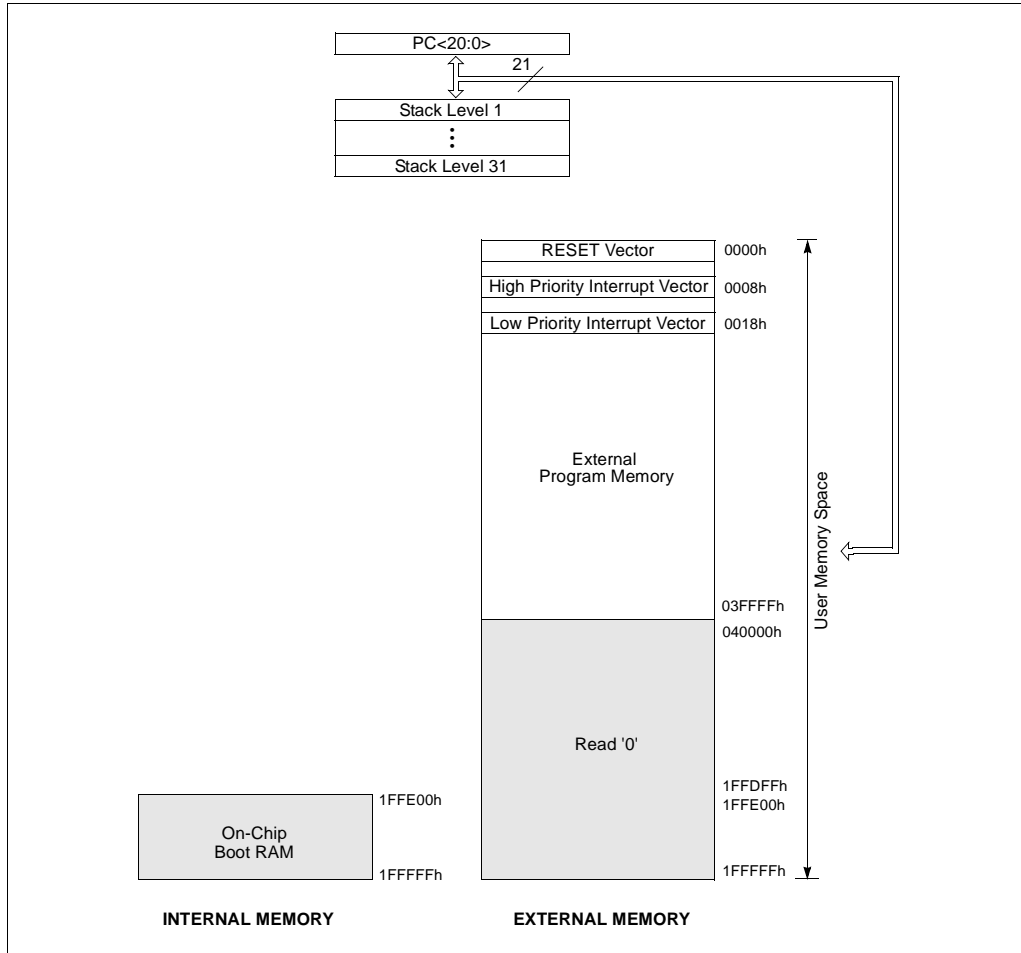 PC<20:0>
21
Stack Level 1
Stack Level 31
RESET Vector
0000h
High Priority Interrupt Vector
0008h
Low Priority Interrupt Vector
0018h
External
Program Memory
User Memory Space
03FFFFh
040000h
Read '0'
1FFDFFh
1FFE00h
1FFE00h
On-Chip
Boot RAM
1FFFFFh
1FFFFFh
INTERNAL MEMORY
EXTERNAL MEMORY